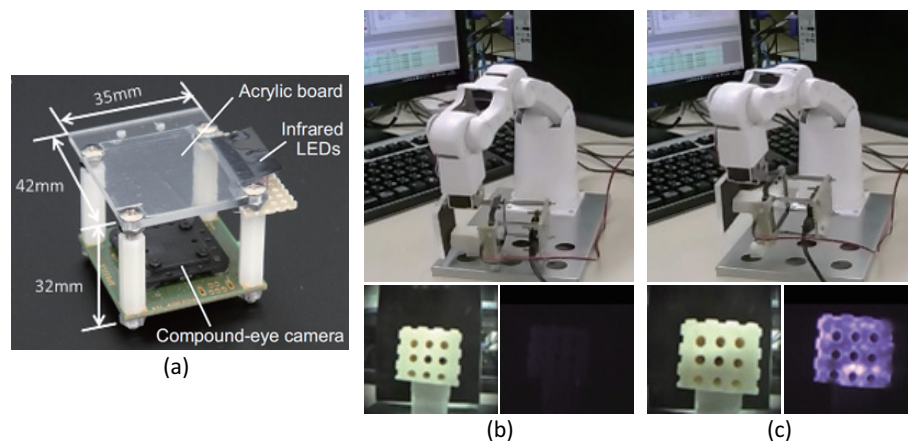 35mm
Acrylic board
Infrared
LEDs
42mm
32mm
Compound-eye camera
(a)
(b)
(c)